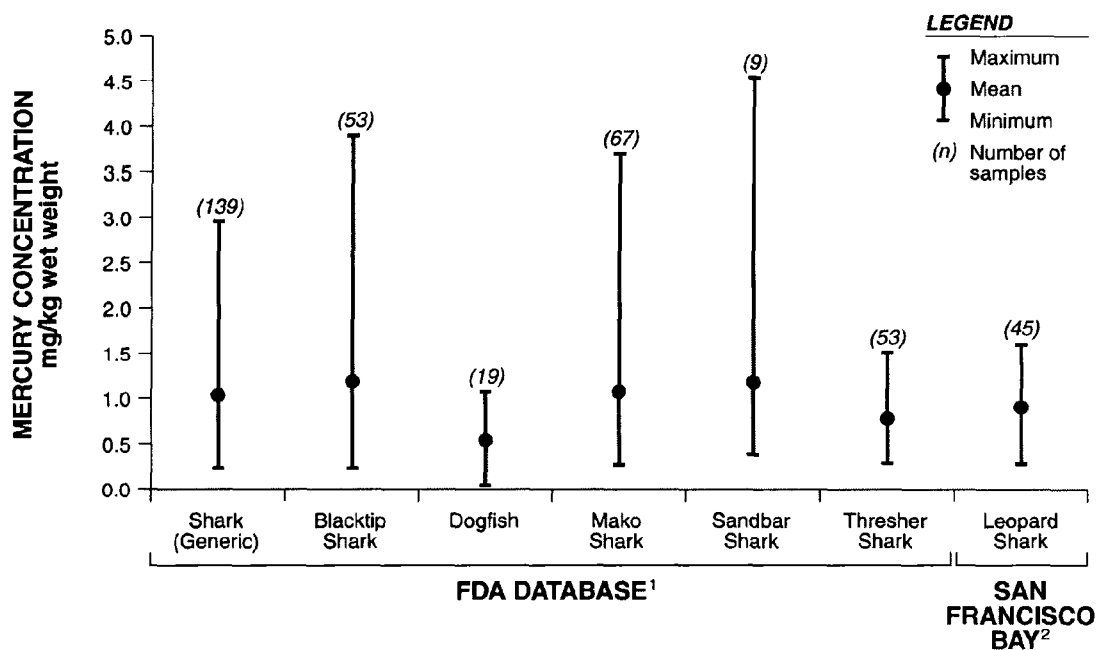 LEGEND
Maximum
Mean
Minimum
(n) Number of
samples
MERCURY CONCENTRATION
mg/kg wet weight
5.0
4.5
4.0
3.5
3.0
2.5
2.0
1.5
1.0
0.5
0.0
(139)
(53)
(19)
(67)
(9)
(53)
(45)
Shark
(Generic)
Blacktip
Shark
Dogfish
Mako
Shark
Sandbar
Shark
Thresher
Shark
Leopard
Shark
FDA DATABASE¹
SAN
FRANCISCO
BAY²